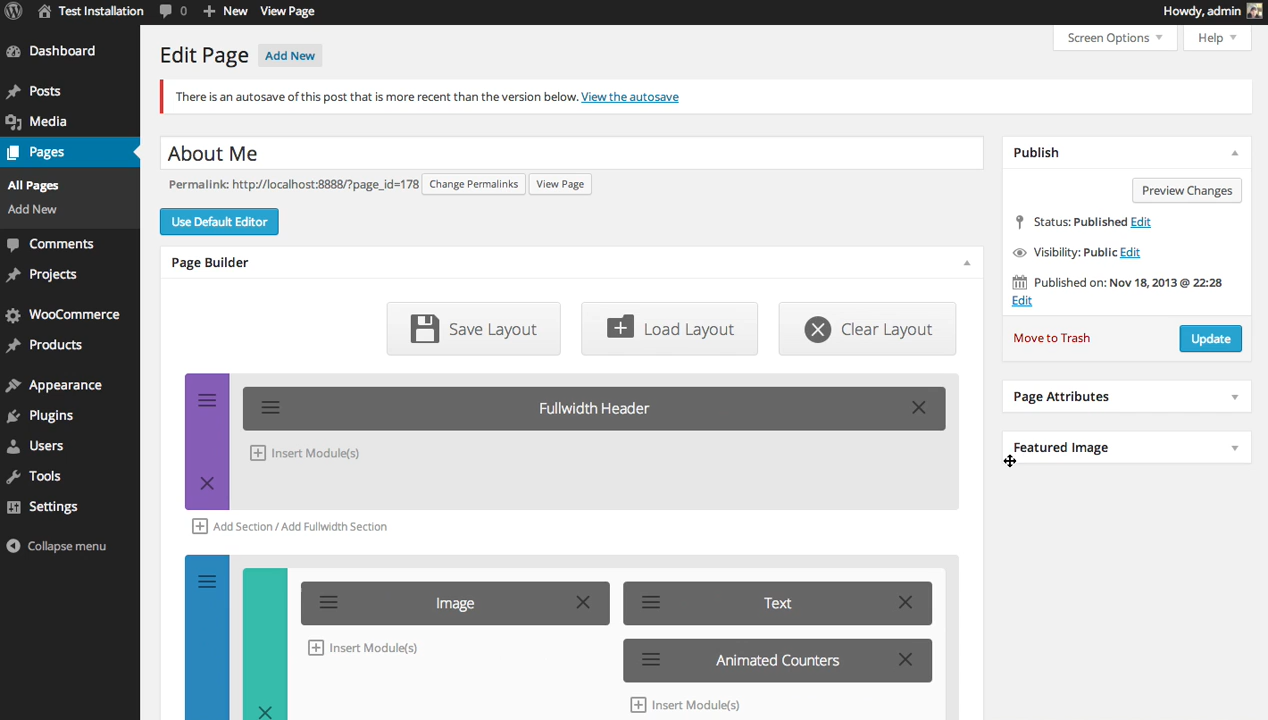 Test Installation 0 New View Page Howdy, admin
Dashboard
Posts
Media
Pages
All Pages
Add New
Comments
Projects
WooCommerce
Products
Appearance
Plugins
Users
Tools
Settings
Collapse menu
Screen Options Help
Edit Page Add New
There is an autosave of this post that is more recent than the version below. View the autosave
About Me
Permalink: http://localhost:8888/?page_id=178 Change Permalinks View Page
Use Default Editor
Page Builder
Save Layout Load Layout Clear Layout
Fullwidth Header
Insert Module(s)
Add Section / Add Fullwidth Section
Image Text
Insert Module(s)
Animated Counters
Insert Module(s)
Publish
Preview Changes
Status: Published Edit
Visibility: Public Edit
Published on: Nov 18, 2013 @ 22:28
Edit
Move to Trash Update
Page Attributes
Featured Image